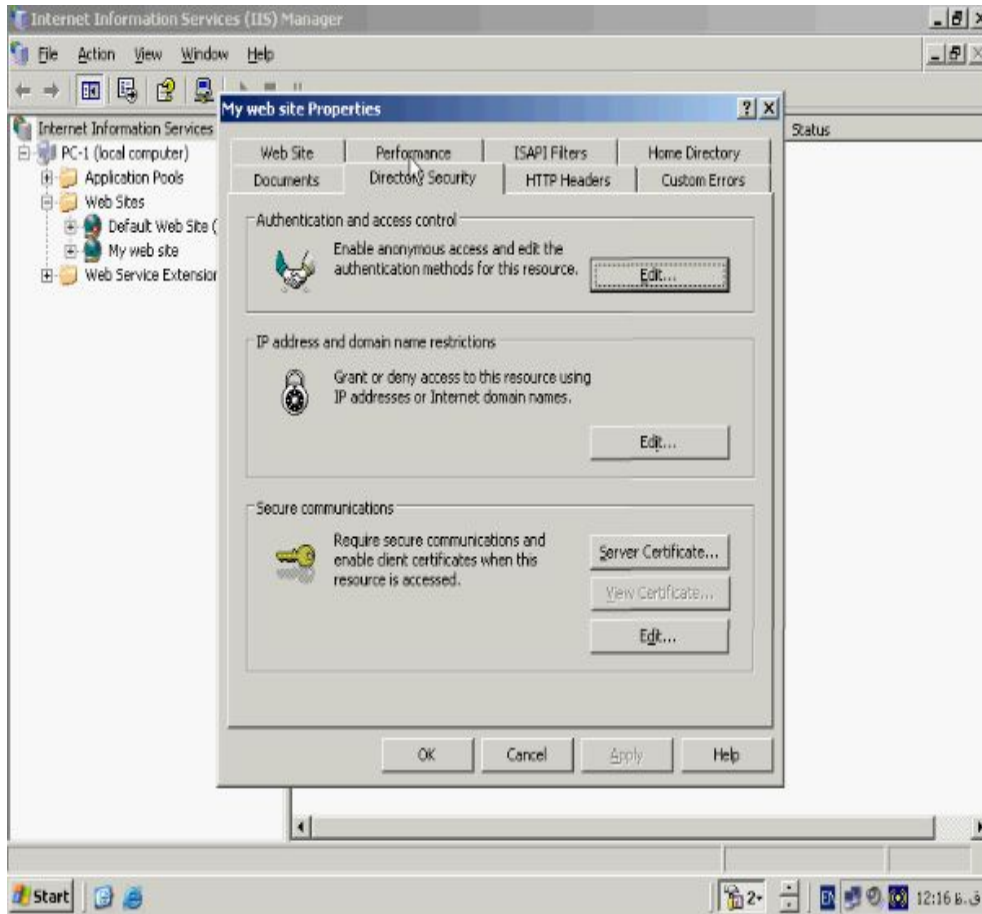 Internet Information Services (IIS) Manager
File Action View Window Help
My web site Properties
Internet Information Services
PC-1 (local computer)
Application Pools
Web Sites
Default Web Site (
My web site
Web Service Extension
Status
Web Site Performance ISAPI Filters Home Directory
Documents Directory Security HTTP Headers Custom Errors
Authentication and access control
Enable anonymous access and edit the
authentication methods for this resource.
Edit...
IP address and domain name restrictions
Grant or deny access to this resource using
IP addresses or Internet domain names.
Edit...
Secure communications
Require secure communications and
enable client certificates when this
resource is accessed.
Server Certificate...
View Certificate...
Edit...
OK Cancel Apply Help
Start 2 EN 12:16 ق.ظ